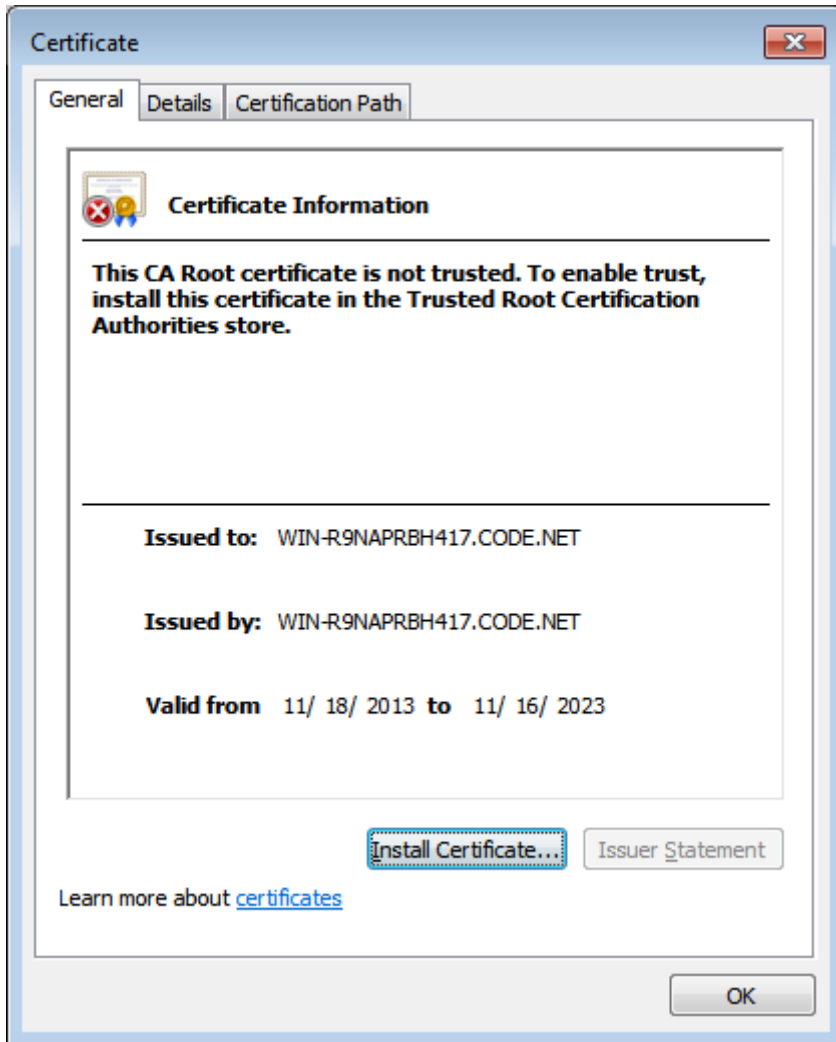 Certificate
General Details Certification Path
Certificate Information
This CA Root certificate is not trusted. To enable trust,
install this certificate in the Trusted Root Certification
Authorities store.
Issued to: WIN-R9NAPRBH417.CODE.NET
Issued by: WIN-R9NAPRBH417.CODE.NET
Valid from 11/ 18/ 2013 to 11/ 16/ 2023
Install Certificate... Issuer Statement
Learn more about certificates
OK